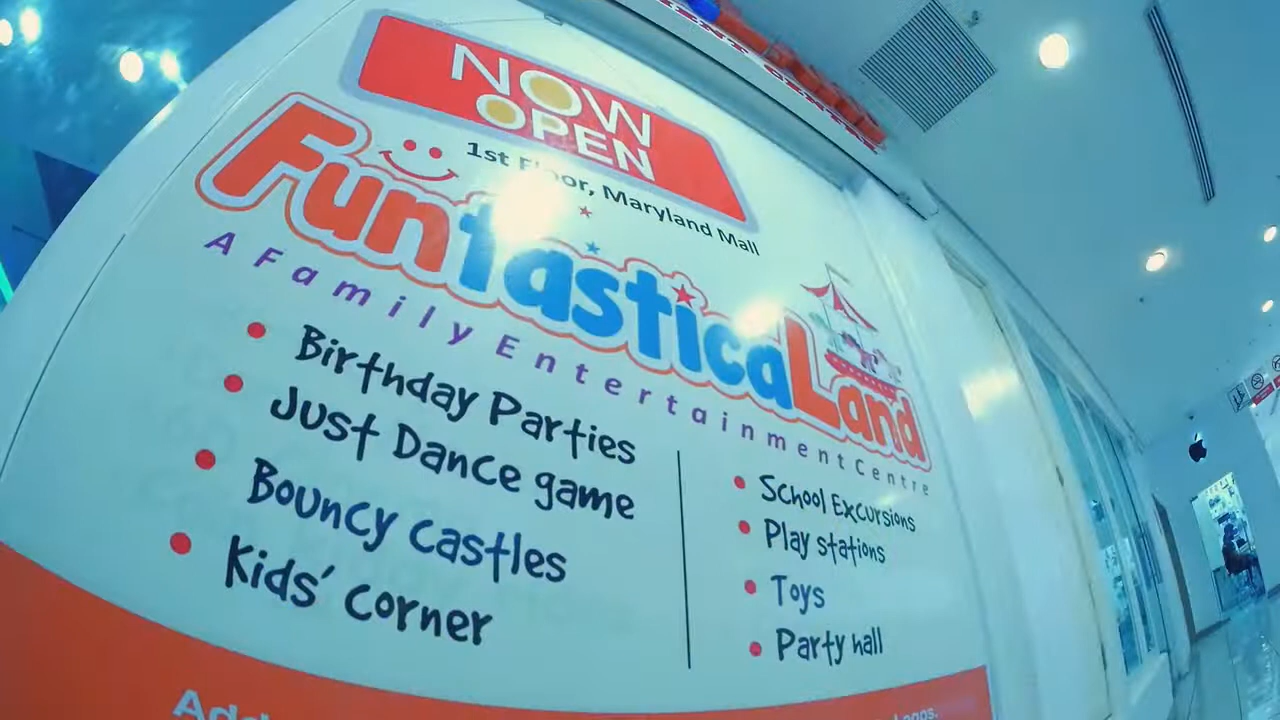 NOW
OPEN
1st Floor, Maryland Mall
FuntasticaLand
A Family Entertainment Centre
Birthday Parties
Just Dance game
Bouncy castles
Kids' corner
School Excursions
Play stations
Toys
Party hall